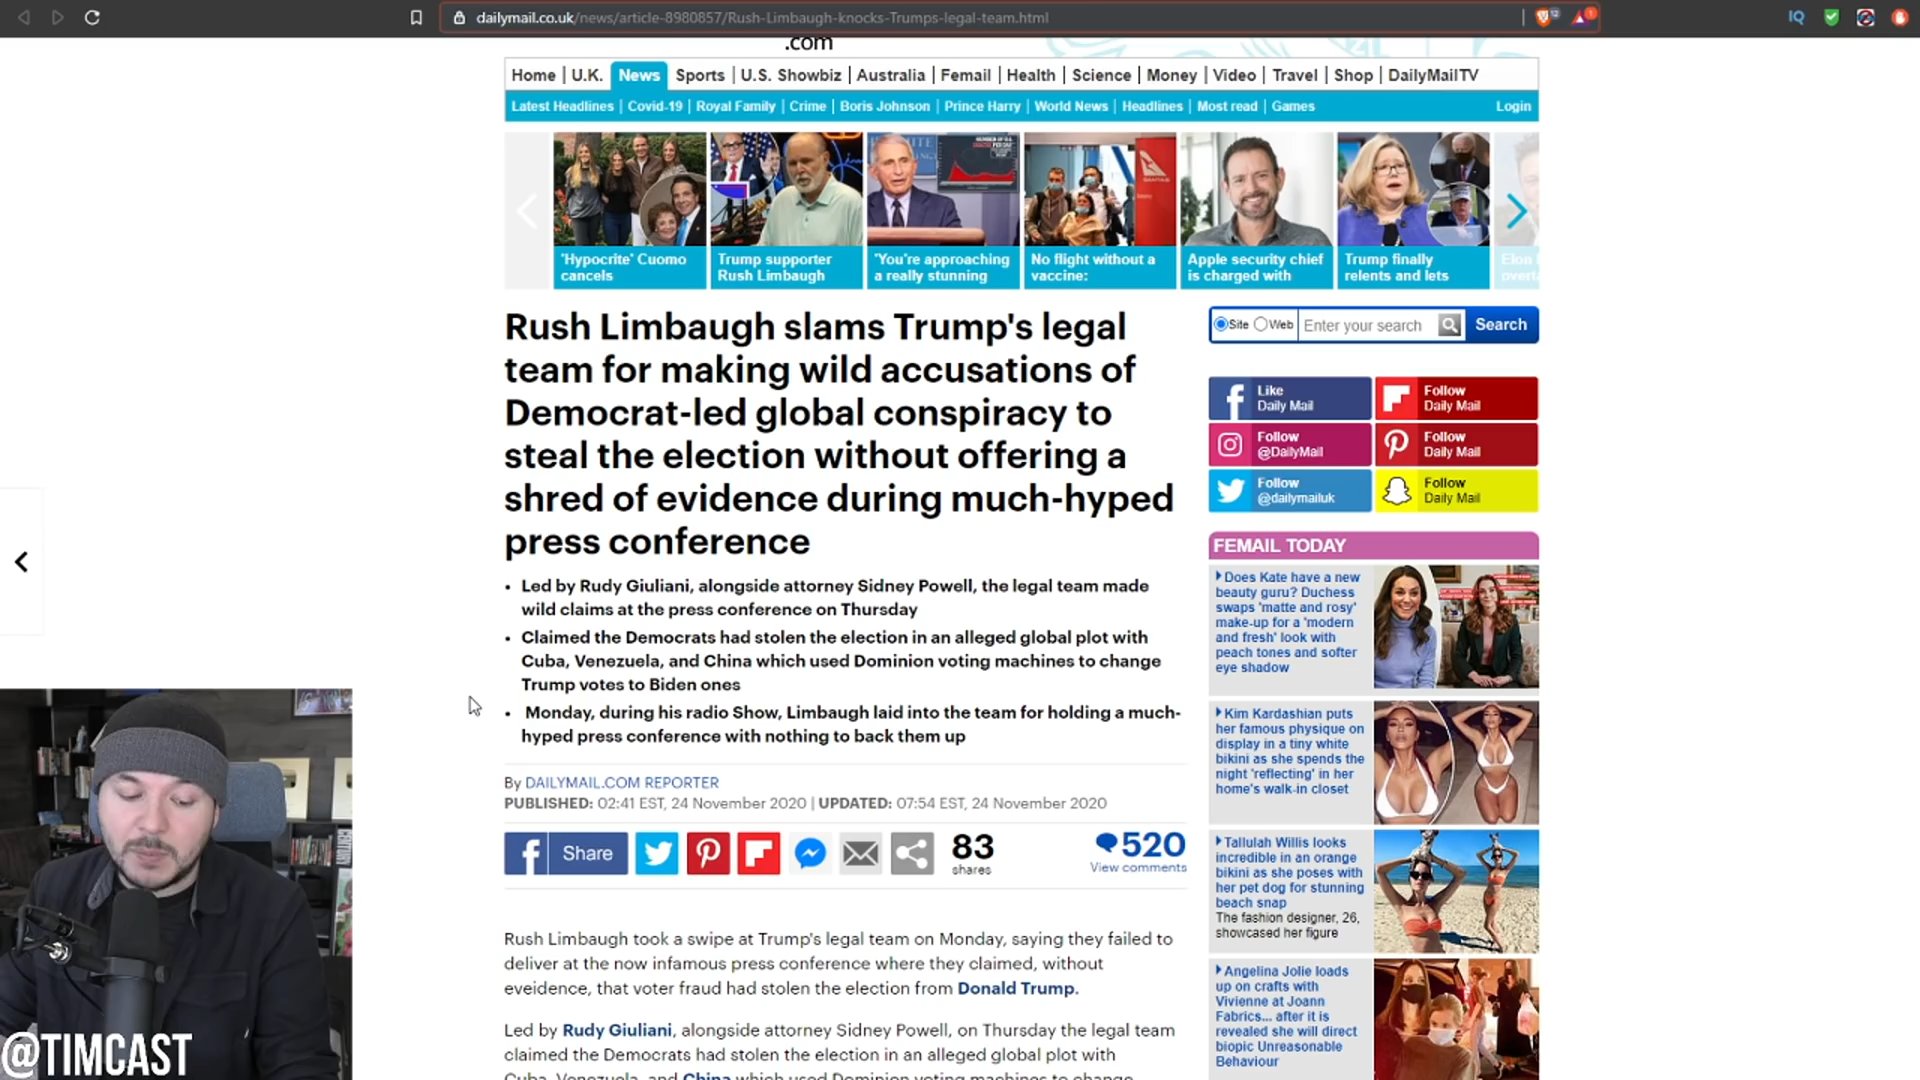 dailymail.co.uk/news/article-8980857/Rush-Limbaugh-knocks-Trumps-legal-team.html
12
1
IQ
.com
Home | U.K. News Sports | U.S. Showbiz | Australia | Femail | Health | Science | Money | Video | Travel | Shop | DailyMailTV
Latest Headlines | Covid-19 | Royal Family | Crime | Boris Johnson | Prince Harry | World News | Headlines | Most read | Games Login
'Hypocrite' Cuomo
cancels
Trump supporter
Rush Limbaugh
'You're approaching
a really stunning
No flight without a
vaccine:
Apple security chief
is charged with
Trump finally
relents and lets
Rush Limbaugh slams Trump's legal
team for making wild accusations of
Democrat-led global conspiracy to
steal the election without offering a
shred of evidence during much-hyped
press conference
• Led by Rudy Giuliani, alongside attorney Sidney Powell, the legal team made
wild claims at the press conference on Thursday
• Claimed the Democrats had stolen the election in an alleged global plot with
Cuba, Venezuela, and China which used Dominion voting machines to change
Trump votes to Biden ones
• Monday, during his radio Show, Limbaugh laid into the team for holding a much-
hyped press conference with nothing to back them up
By DAILYMAIL.COM REPORTER
PUBLISHED: 02:41 EST, 24 November 2020 | UPDATED: 07:54 EST, 24 November 2020
Share
83
shares
520
View comments
Rush Limbaugh took a swipe at Trump's legal team on Monday, saying they failed to
deliver at the now infamous press conference where they claimed, without
eveidence, that voter fraud had stolen the election from Donald Trump.
Led by Rudy Giuliani, alongside attorney Sidney Powell, on Thursday the legal team
claimed the Democrats had stolen the election in an alleged global plot with
Cuba, Venezuela, and China which used Dominion voting machines to change
Site Web Enter your search Search
Like
Daily Mail
Follow
Daily Mail
Follow
@DailyMail
Follow
Daily Mail
Follow
@dailymailuk
Follow
Daily Mail
FEMAIL TODAY
Does Kate have a new
beauty guru? Duchess
swaps 'matte and rosy'
make-up for a 'modern
and fresh' look with
peach tones and softer
eye shadow
Kim Kardashian puts
her famous physique on
display in a tiny white
bikini as she spends the
night 'reflecting' in her
home's walk-in closet
Tallulah Willis looks
incredible in an orange
bikini as she poses with
her pet dog for stunning
beach snap
The fashion designer, 26,
showcased her figure
Angelina Jolie loads
up on crafts with
Vivienne at Joann
Fabrics... after it is
revealed she will direct
biopic Unreasonable
Behaviour
@TIMCAST